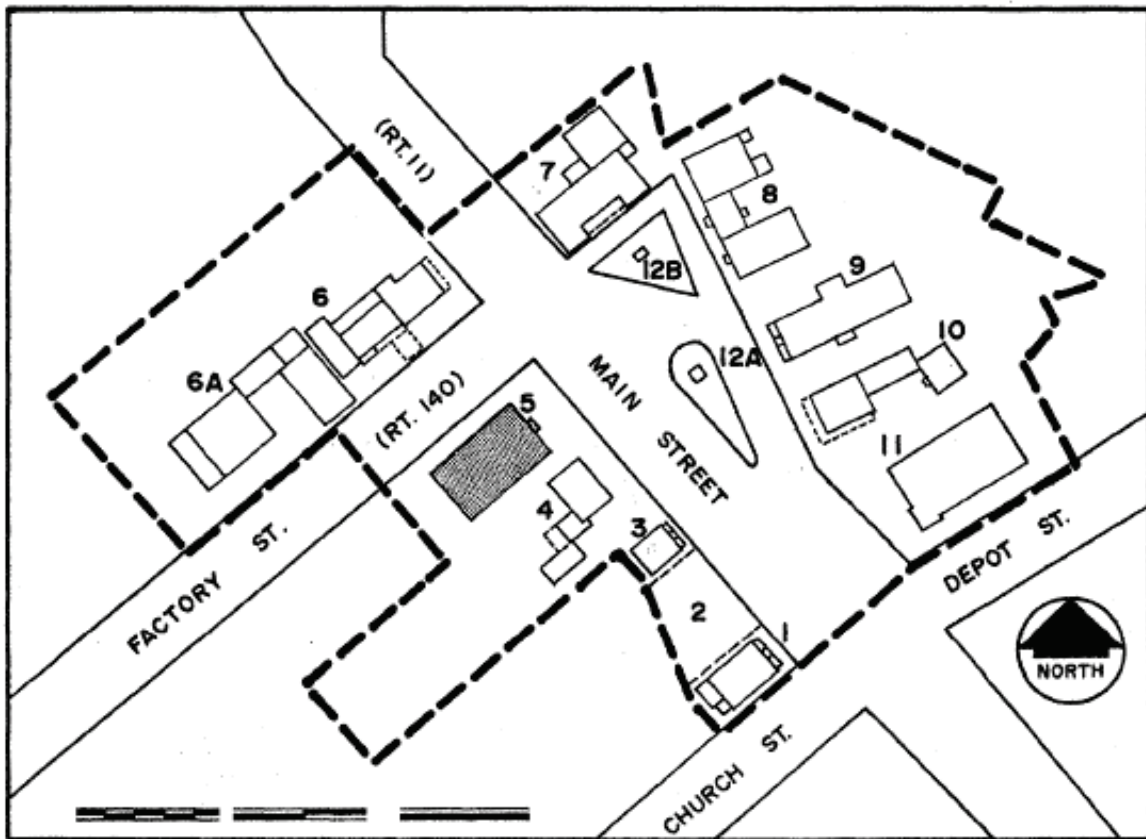 (RT. 11)
7
8
12B
6
9
6A
10
12A
(RT. 140)
MAIN
STREET
5
11
4
3
FACTORY ST.
DEPOT ST.
2
1
NORTH
CHURCH ST.